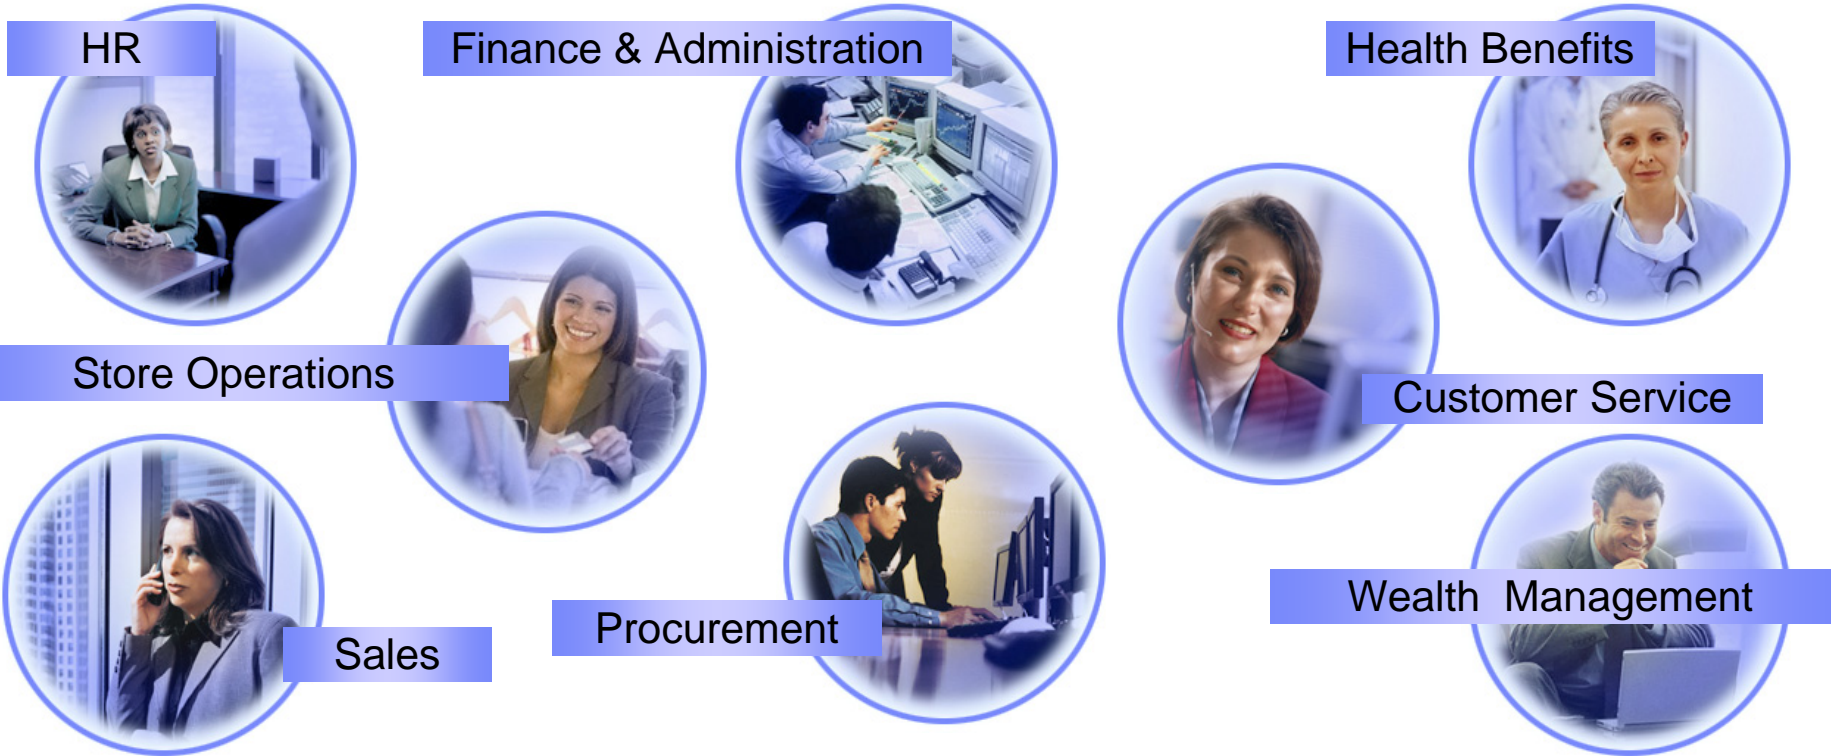 HR
Finance & Administration
Health Benefits
Store Operations
Customer Service
Sales
Procurement
Wealth Management